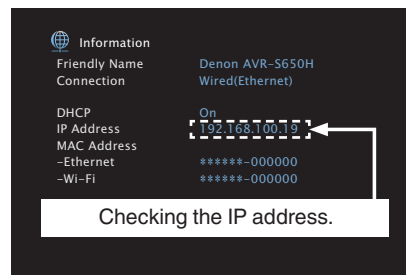 Information
Friendly Name Denon AVR-S650H
Connection Wired(Ethernet)
DHCP On
IP Address 192.168.100.19
MAC Address
-Ethernet ******-000000
-Wi-Fi ******-000000
Checking the IP address.